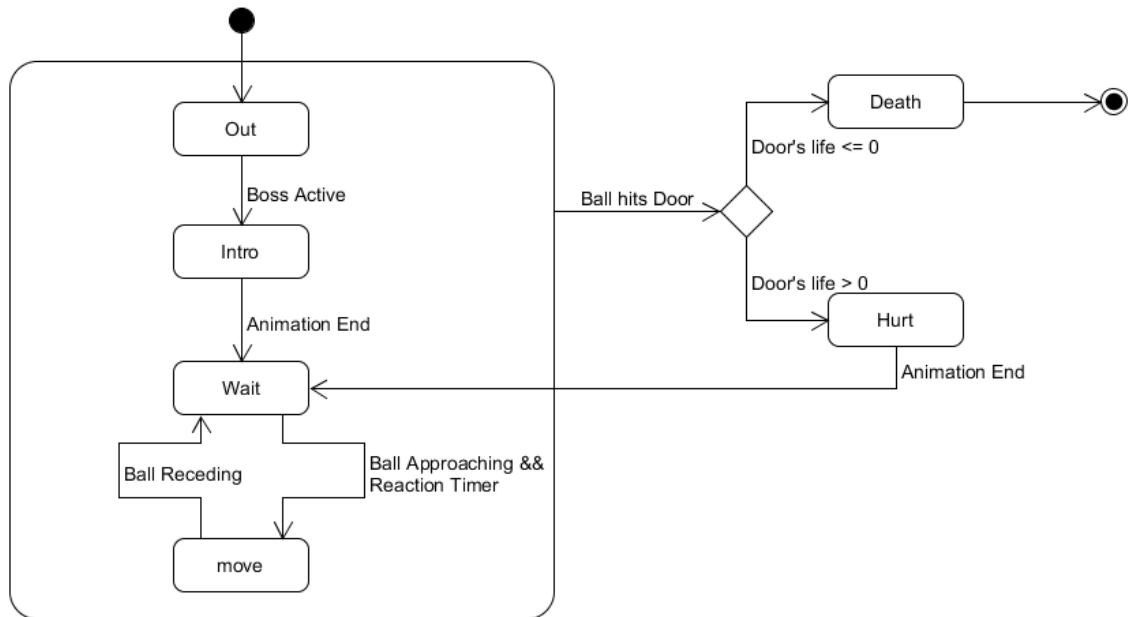 Out
Boss Active
Intro
Animation End
Wait
Ball Receding
Ball Approaching &&
Reaction Timer
move
Ball hits Door
Death
Door's life <= 0
Door's life > 0
Hurt
Animation End